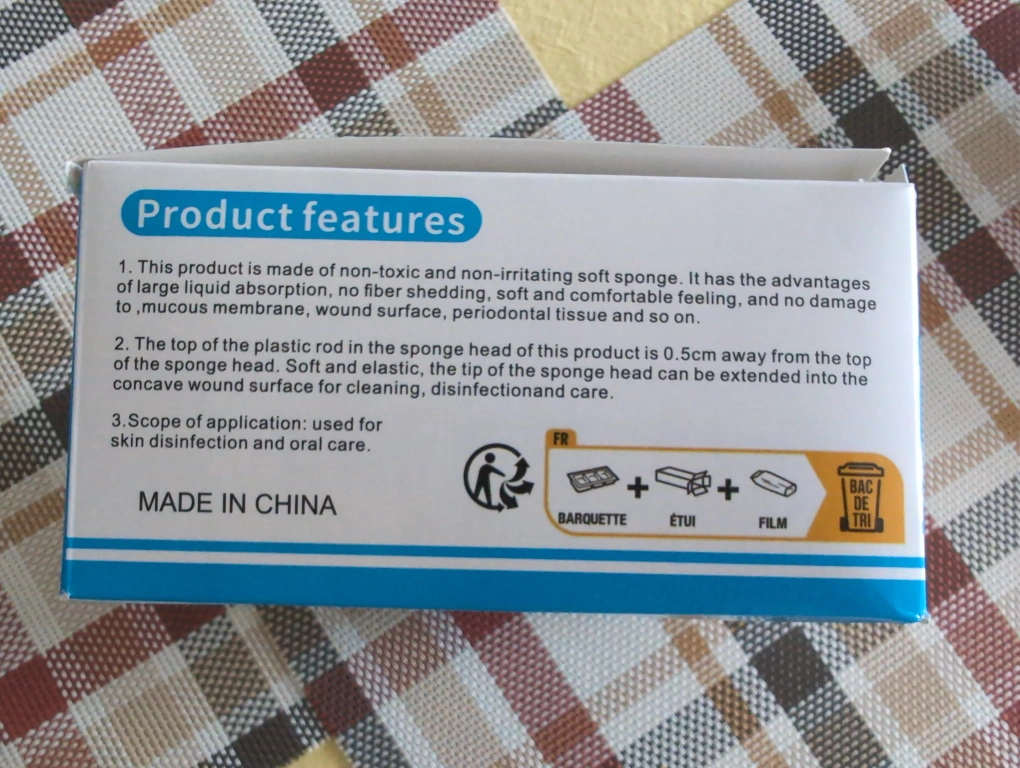 Product features
1. This product is made of non-toxic and non-irritating soft sponge. It has the advantages
of large liquid absorption, no fiber shedding, soft and comfortable feeling, and no damage
to ,mucous membrane, wound surface, periodontal tissue and so on.
2. The top of the plastic rod in the sponge head of this product is 0.5cm away from the top
of the sponge head. Soft and elastic, the tip of the sponge head can be extended into the
concave wound surface for cleaning, disinfectionand care.
3.Scope of application: used for
skin disinfection and oral care.
MADE IN CHINA
FR
BARQUETTE
+
ÉTUI
+
FILM
BAC
DE
TRI